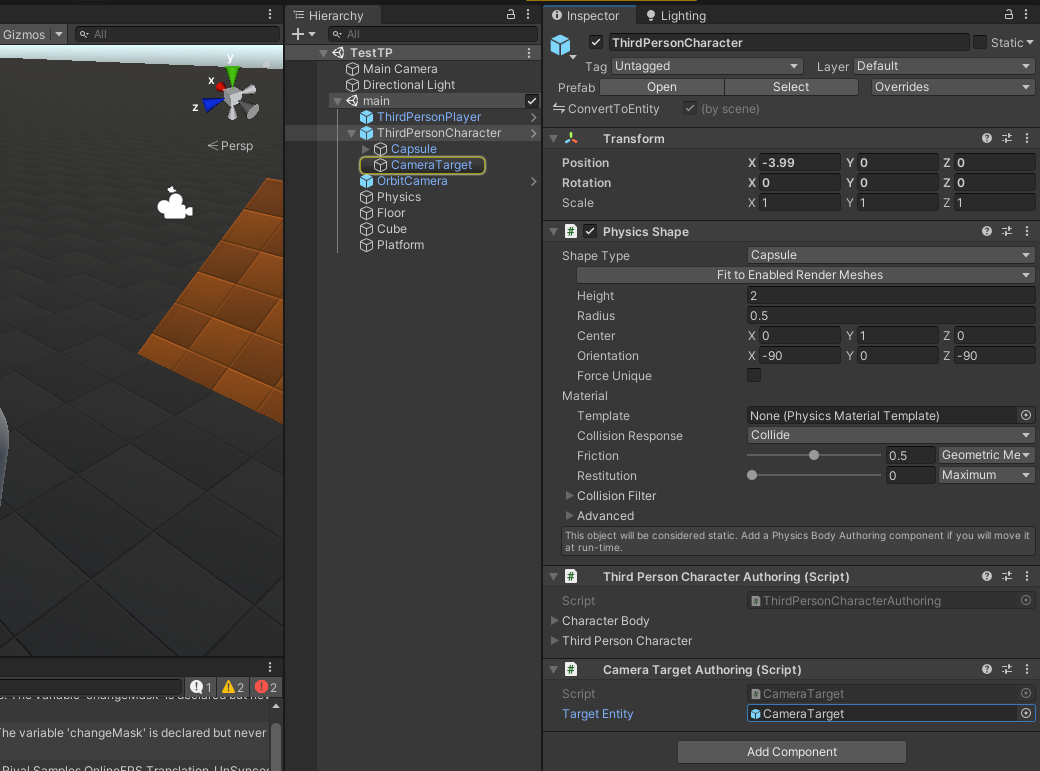 Gizmos
All
y
x
z
Persp
Hierarchy
All
TestTP
Main Camera
Directional Light
main
ThirdPersonPlayer
ThirdPersonCharacter
Capsule
CameraTarget
OrbitCamera
Physics
Floor
Cube
Platform
1 2 2
The variable 'changeMask' is declared but nev
The variable 'changeMask' is declared but never
Rival.Samples.OnlineFPS.Translation_UnSynced
Inspector Lighting
ThirdPersonCharacter Static
Tag Untagged Layer Default
Prefab Open Select Overrides
ConvertToEntity (by scene)
Transform
Position X -3.99 Y 0 Z 0
Rotation X 0 Y 0 Z 0
Scale X 1 Y 1 Z 1
# Physics Shape
Shape Type Capsule
Fit to Enabled Render Meshes
Height 2
Radius 0.5
Center X 0 Y 1 Z 0
Orientation X -90 Y 0 Z -90
Force Unique
Material
Template None (Physics Material Template)
Collision Response Collide
Friction 0.5 Geometric Me
Restitution 0 Maximum
Collision Filter
Advanced
This object will be considered static. Add a Physics Body Authoring component if you will move it
at run-time.
# Third Person Character Authoring (Script)
Script # ThirdPersonCharacterAuthoring
Character Body
Third Person Character
# Camera Target Authoring (Script)
Script # CameraTarget
Target Entity CameraTarget
Add Component